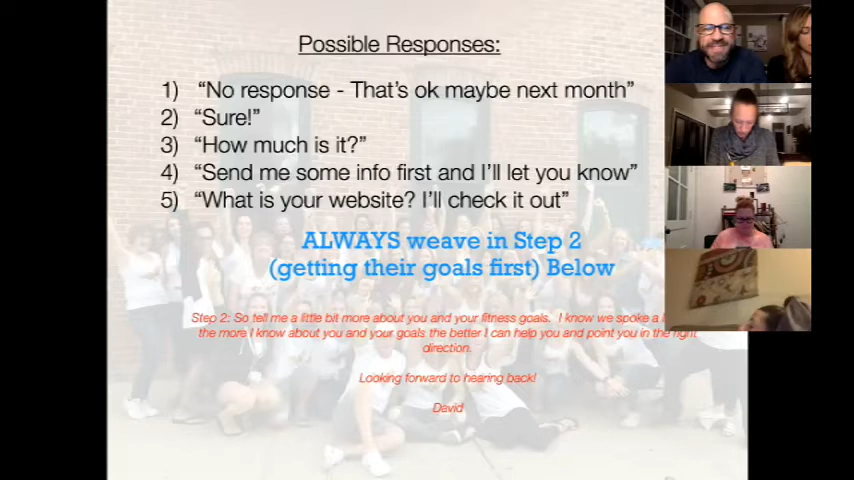 Possible Responses:
1) “No response - That’s ok maybe next month”
2) “Sure!”
3) “How much is it?”
4) “Send me some info first and I’ll let you know”
5) “What is your website? I’ll check it out”
ALWAYS weave in Step 2
(getting their goals first) Below
Step 2: So tell me a little bit more about you and your fitness goals. I know we spoke a
the more I know about you and your goals the better I can help you and point you in the right
direction.
Looking forward to hearing back!
David